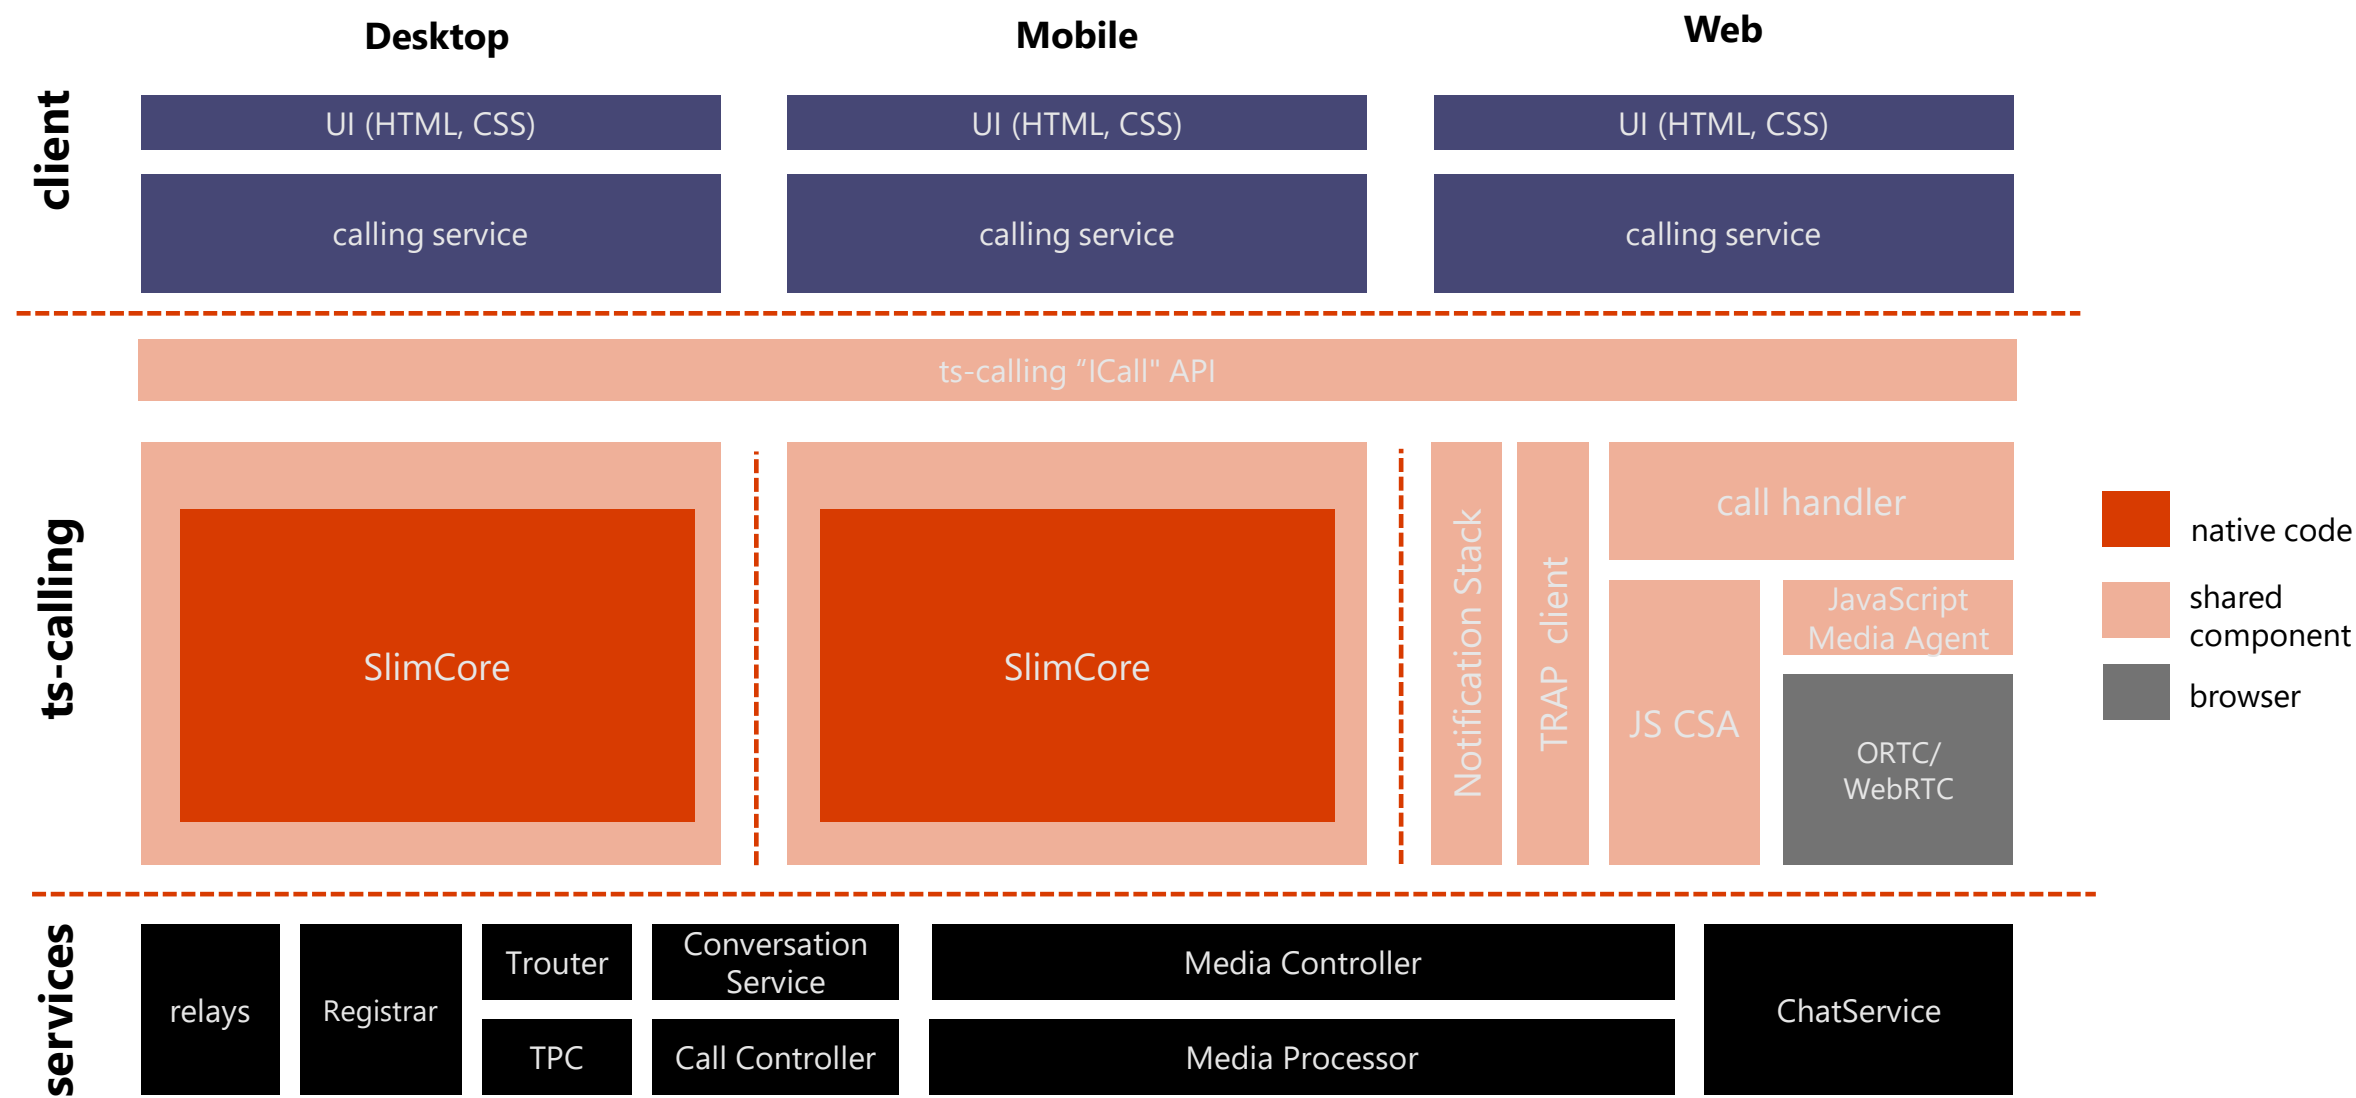 Desktop
Mobile
Web
client
UI (HTML, CSS)
UI (HTML, CSS)
UI (HTML, CSS)
calling service
calling service
calling service
ts-calling “ICall" API
ts-calling
SlimCore
SlimCore
Notification Stack
TRAP client
call handler
JS CSA
JavaScript
Media Agent
ORTC/
WebRTC
native code
shared
component
browser
services
relays
Registrar
Trouter
TPC
Conversation
Service
Call Controller
Media Controller
Media Processor
ChatService